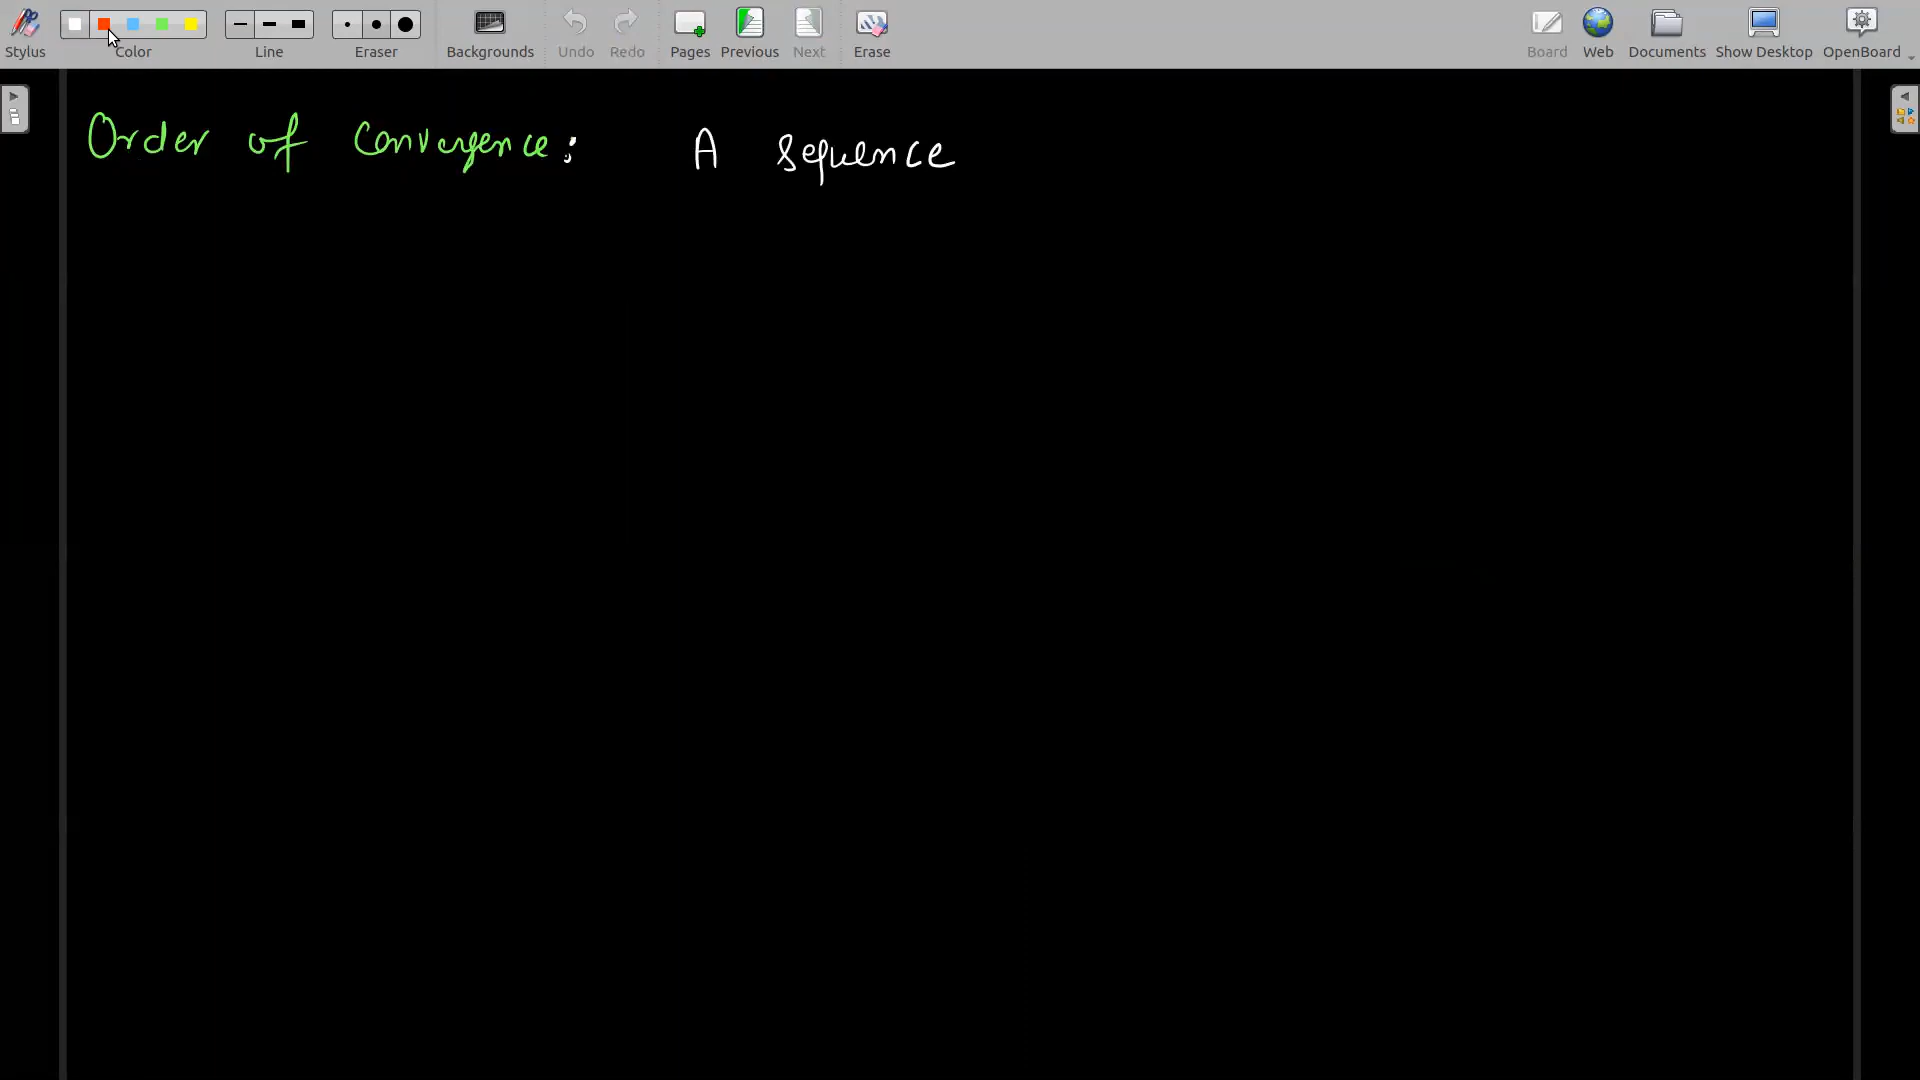 Stylus Color Line Eraser Backgrounds Undo Redo Pages Previous Next Erase Board Web Documents Show Desktop OpenBoard
Order of Convergence: A sequence